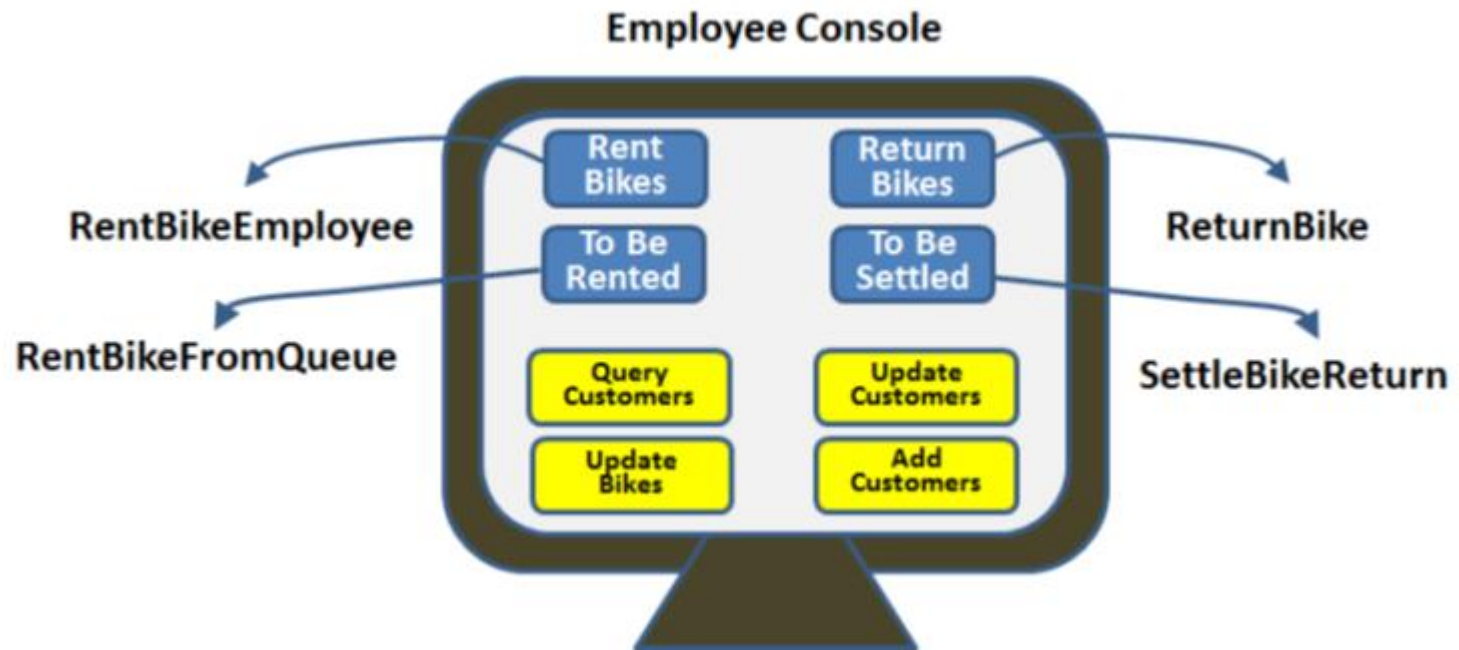 Employee Console
Rent
Bikes
Return
Bikes
RentBikeEmployee
ReturnBike
To Be
Rented
To Be
Settled
RentBikeFromQueue
SettleBikeReturn
Query
Customers
Update
Customers
Update
Bikes
Add
Customers